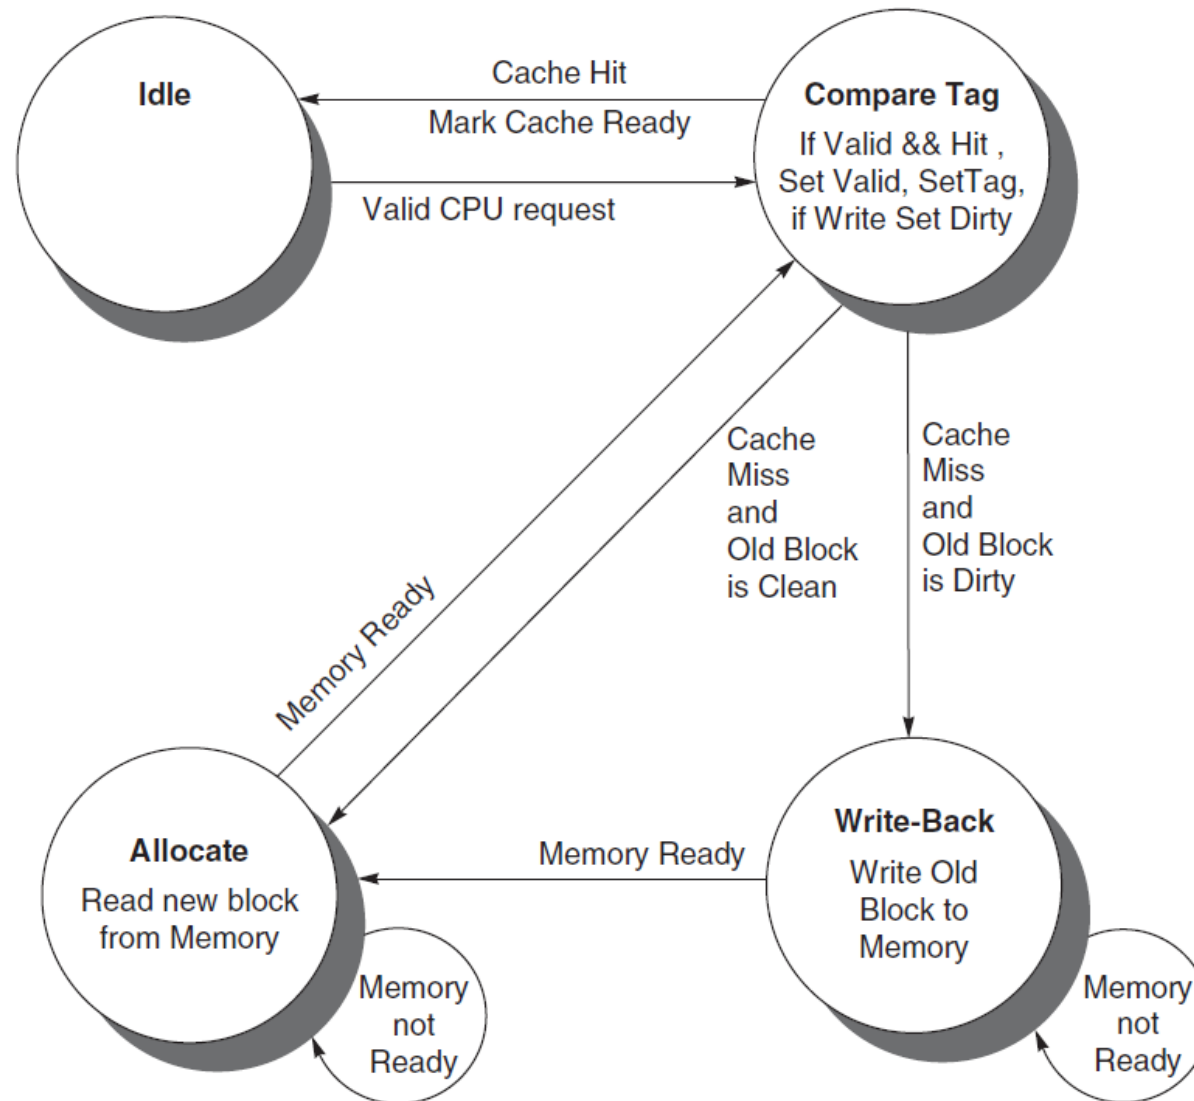 Idle
Cache Hit
Mark Cache Ready
Valid CPU request
Compare Tag
If Valid && Hit ,
Set Valid, SetTag,
if Write Set Dirty
Cache
Miss
and
Old Block
is Clean
Cache
Miss
and
Old Block
is Dirty
Memory Ready
Allocate
Read new block
from Memory
Memory
not
Ready
Memory Ready
Write-Back
Write Old
Block to
Memory
Memory
not
Ready